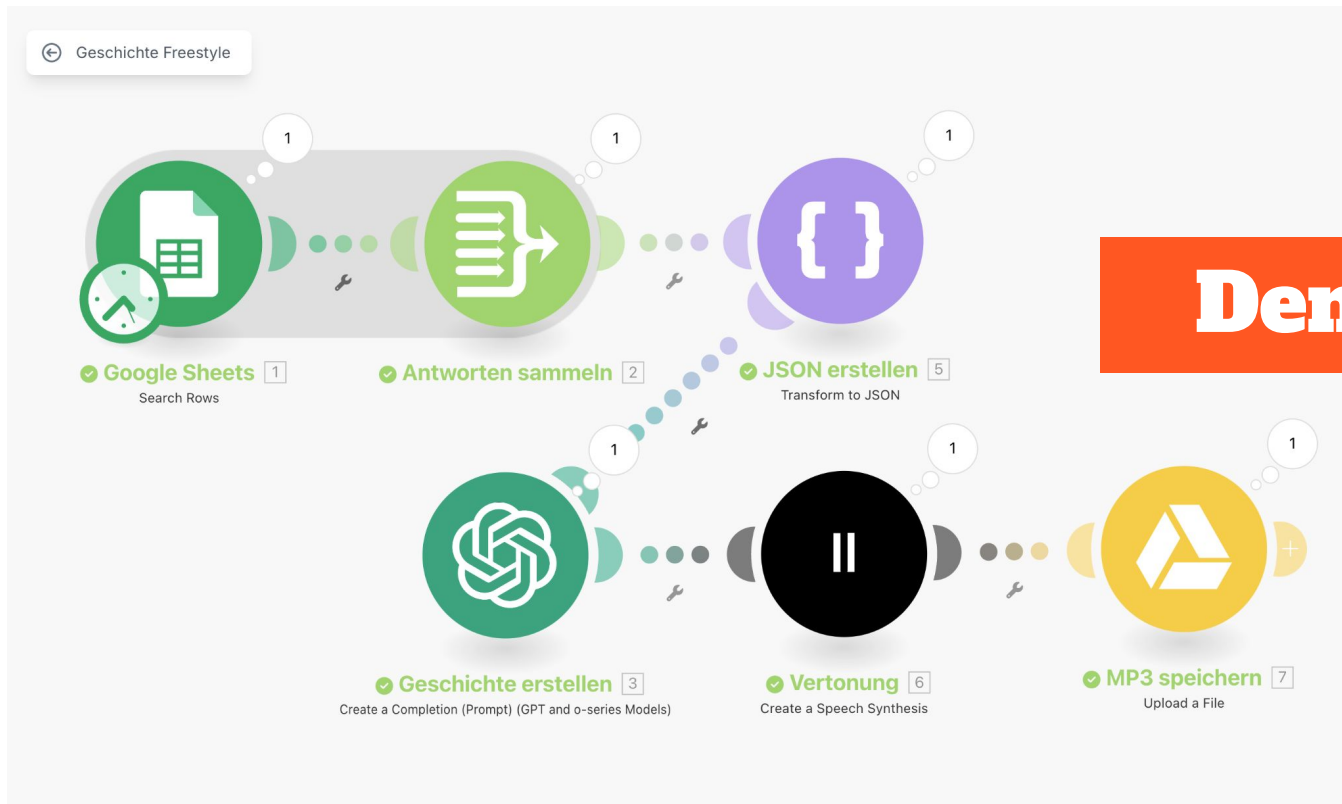 Geschichte Freestyle
1
1
1
Den
Google Sheets 1
Search Rows
Antworten sammeln 2
JSON erstellen 5
Transform to JSON
1
1
1
Geschichte erstellen 3
Create a Completion (Prompt) (GPT and o-series Models)
Vertonung 6
Create a Speech Synthesis
MP3 speichern 7
Upload a File